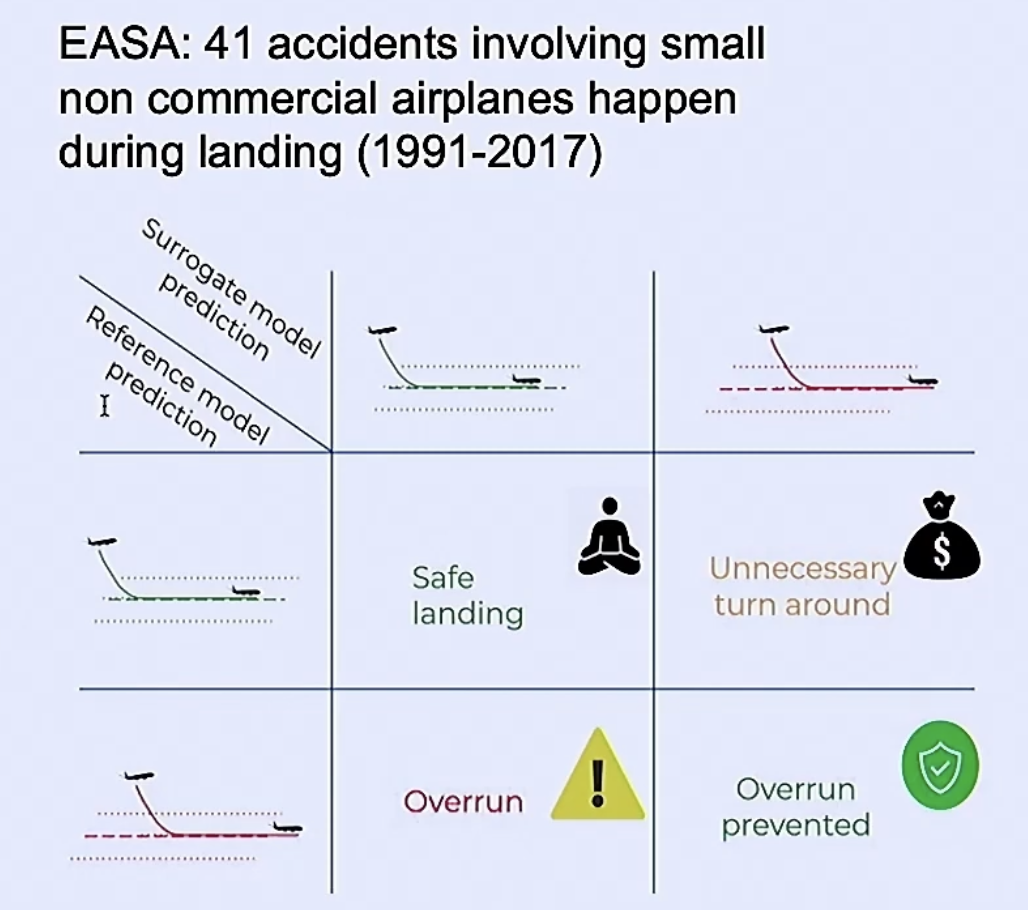 EASA: 41 accidents involving small
non commercial airplanes happen
during landing (1991-2017)
Surrogate model
prediction
Reference model
prediction
Safe
landing
$
Unnecessary
turn around
Overrun
!
Overrun
prevented